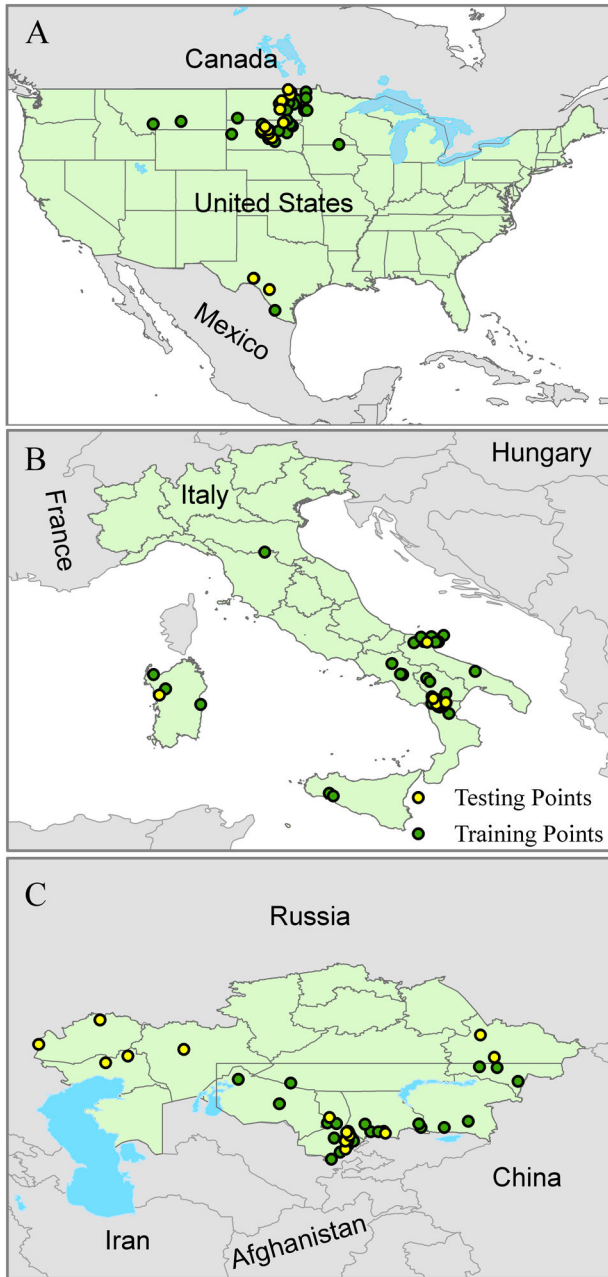 A
Canada
United States
Mexico
B
Hungary
France
Italy
Testing Points
Training Points
C
Russia
China
Iran
Afghanistan